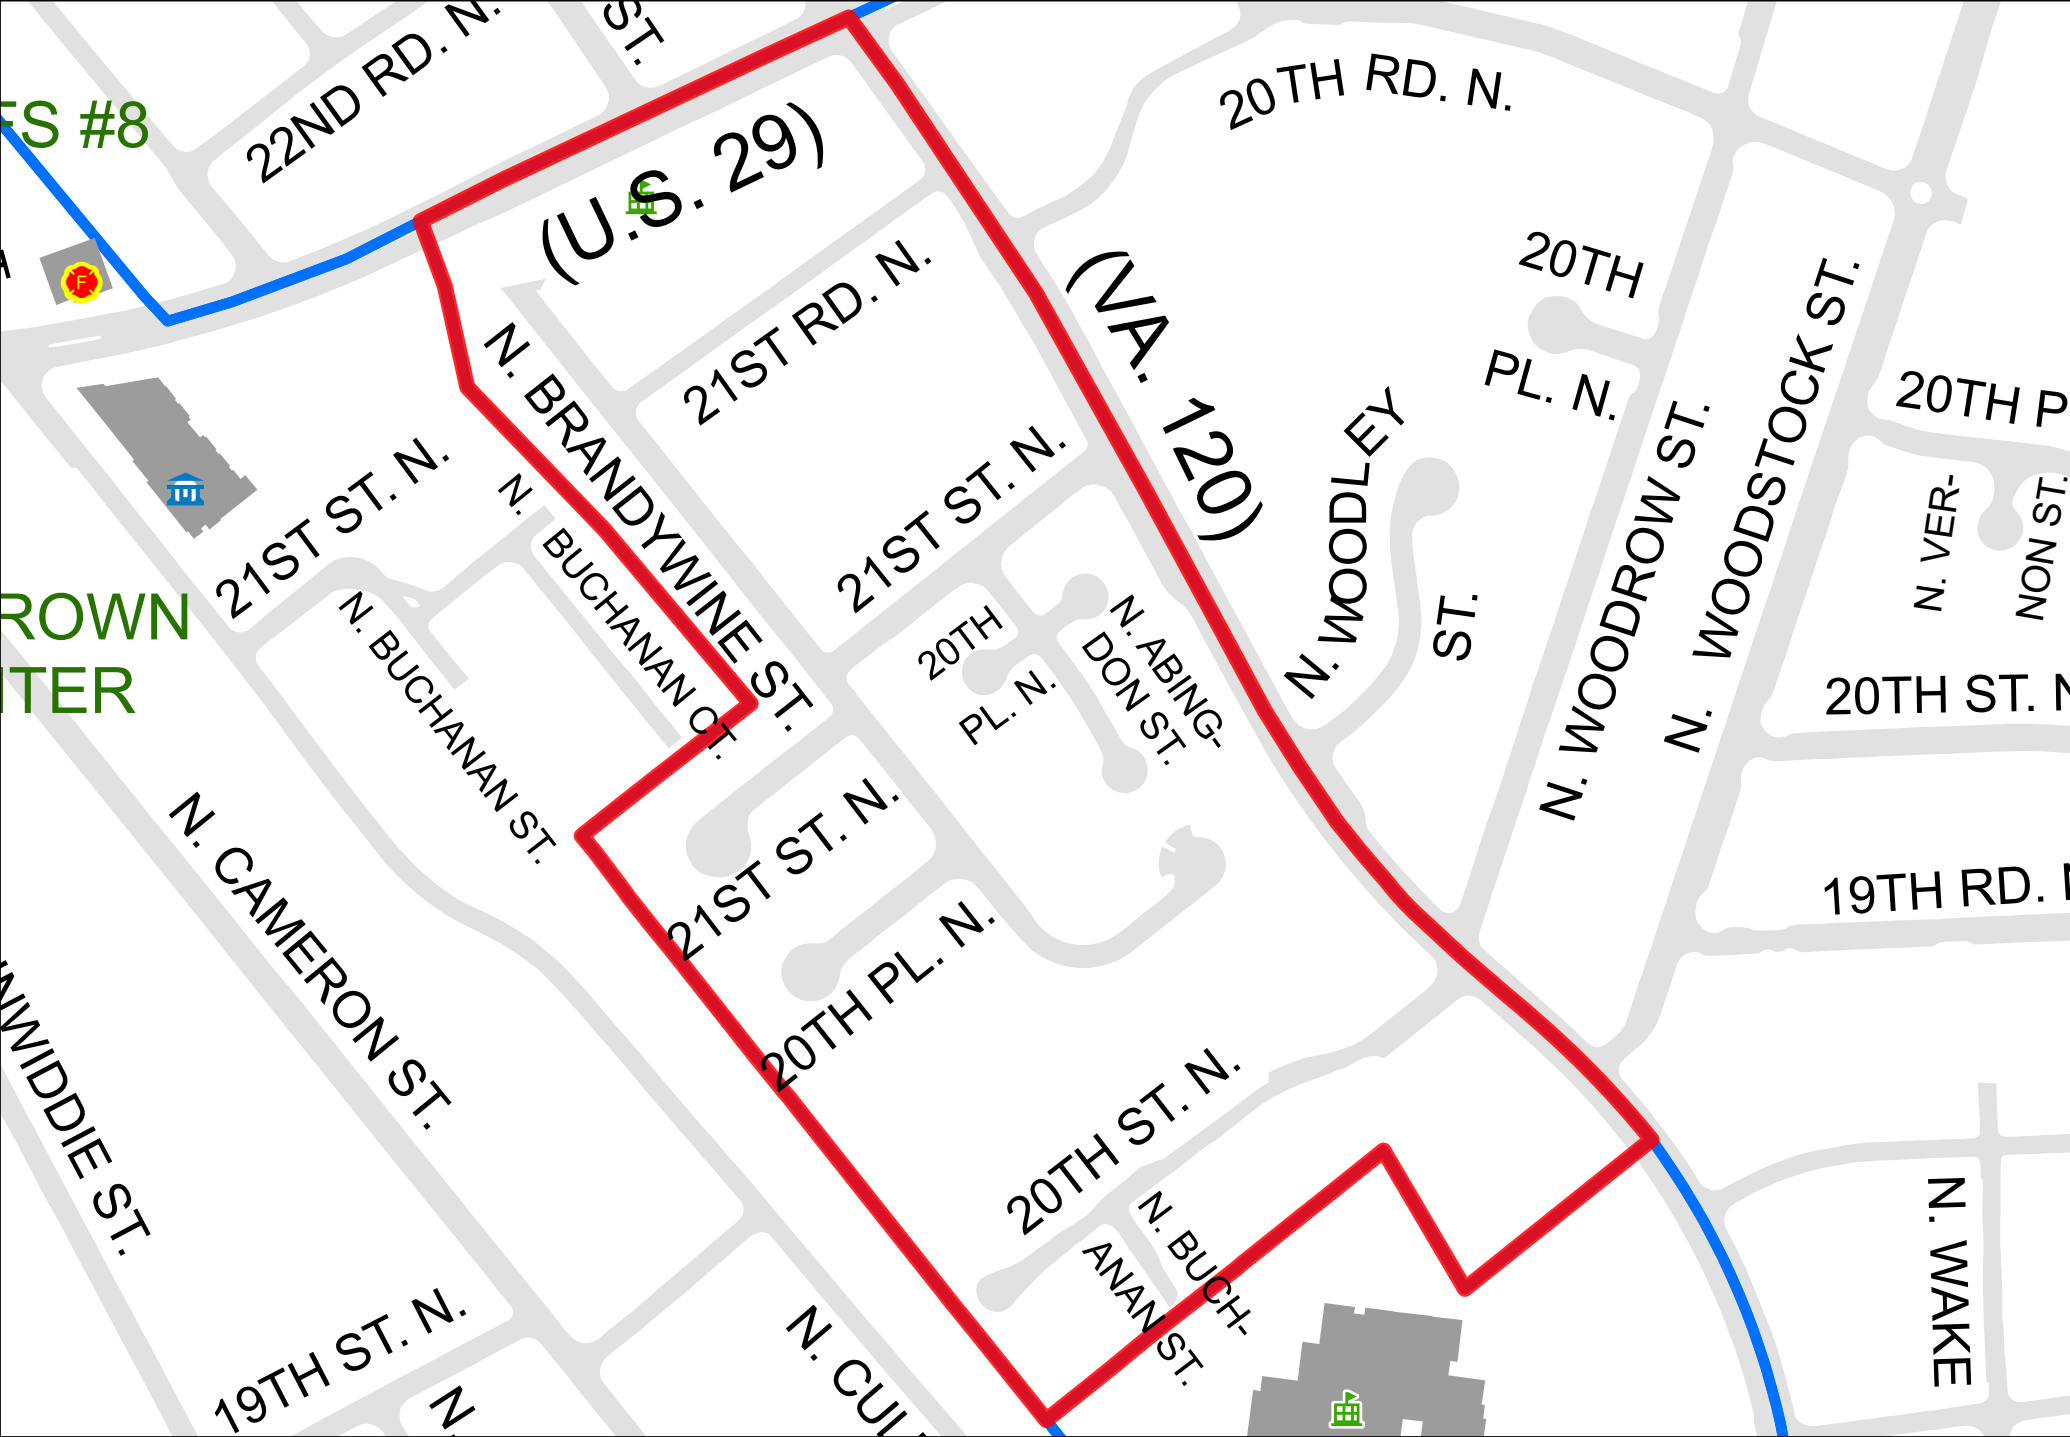 22ND RD. N.
ST.
20TH RD. N.
FS #8
(U.S. 29)
F
21ST RD. N.
(VA. 120)
20TH
PL. N.
N. BRANDYWINE ST.
21ST ST. N.
21ST ST. N.
N. WOODLEY
ST.
N. WOODROW ST.
N. WOODSTOCK ST.
20TH P
N. VER-
NON ST.
N.
BUCHANAN CT.
N. BUCHANAN ST.
ROWN
TER
20TH
PL. N.
N. ABING-
DON ST.
20TH ST. N
N. CAMERON ST.
21ST ST. N.
20TH PL. N.
19TH RD. N
NWIDDIE ST.
20TH ST. N.
N. BUCH-
ANAN ST.
N. WAKE
19TH ST. N.
N.
N. CUL